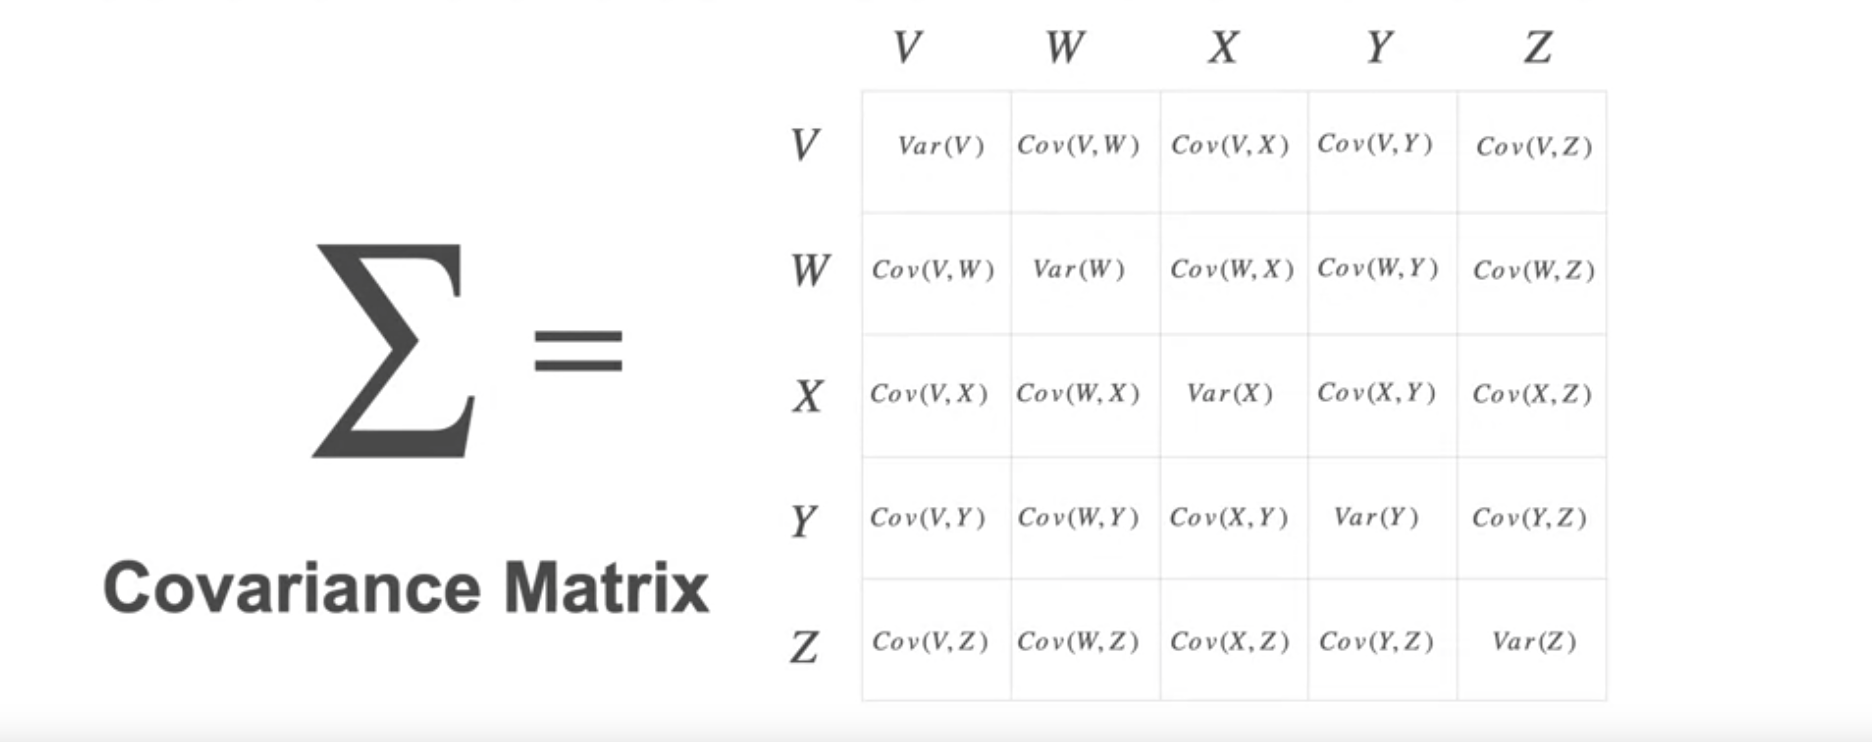 V W X Y Z
V Var(V) Cov(V,W) Cov(V,X) Cov(V,Y) Cov(V,Z)
W Cov(V,W) Var(W) Cov(W,X) Cov(W,Y) Cov(W,Z)
∑ =
X Cov(V,X) Cov(W,X) Var(X) Cov(X,Y) Cov(X,Z)
Y Cov(V,Y) Cov(W,Y) Cov(X,Y) Var(Y) Cov(Y,Z)
Covariance Matrix
Z Cov(V,Z) Cov(W,Z) Cov(X,Z) Cov(Y,Z) Var(Z)